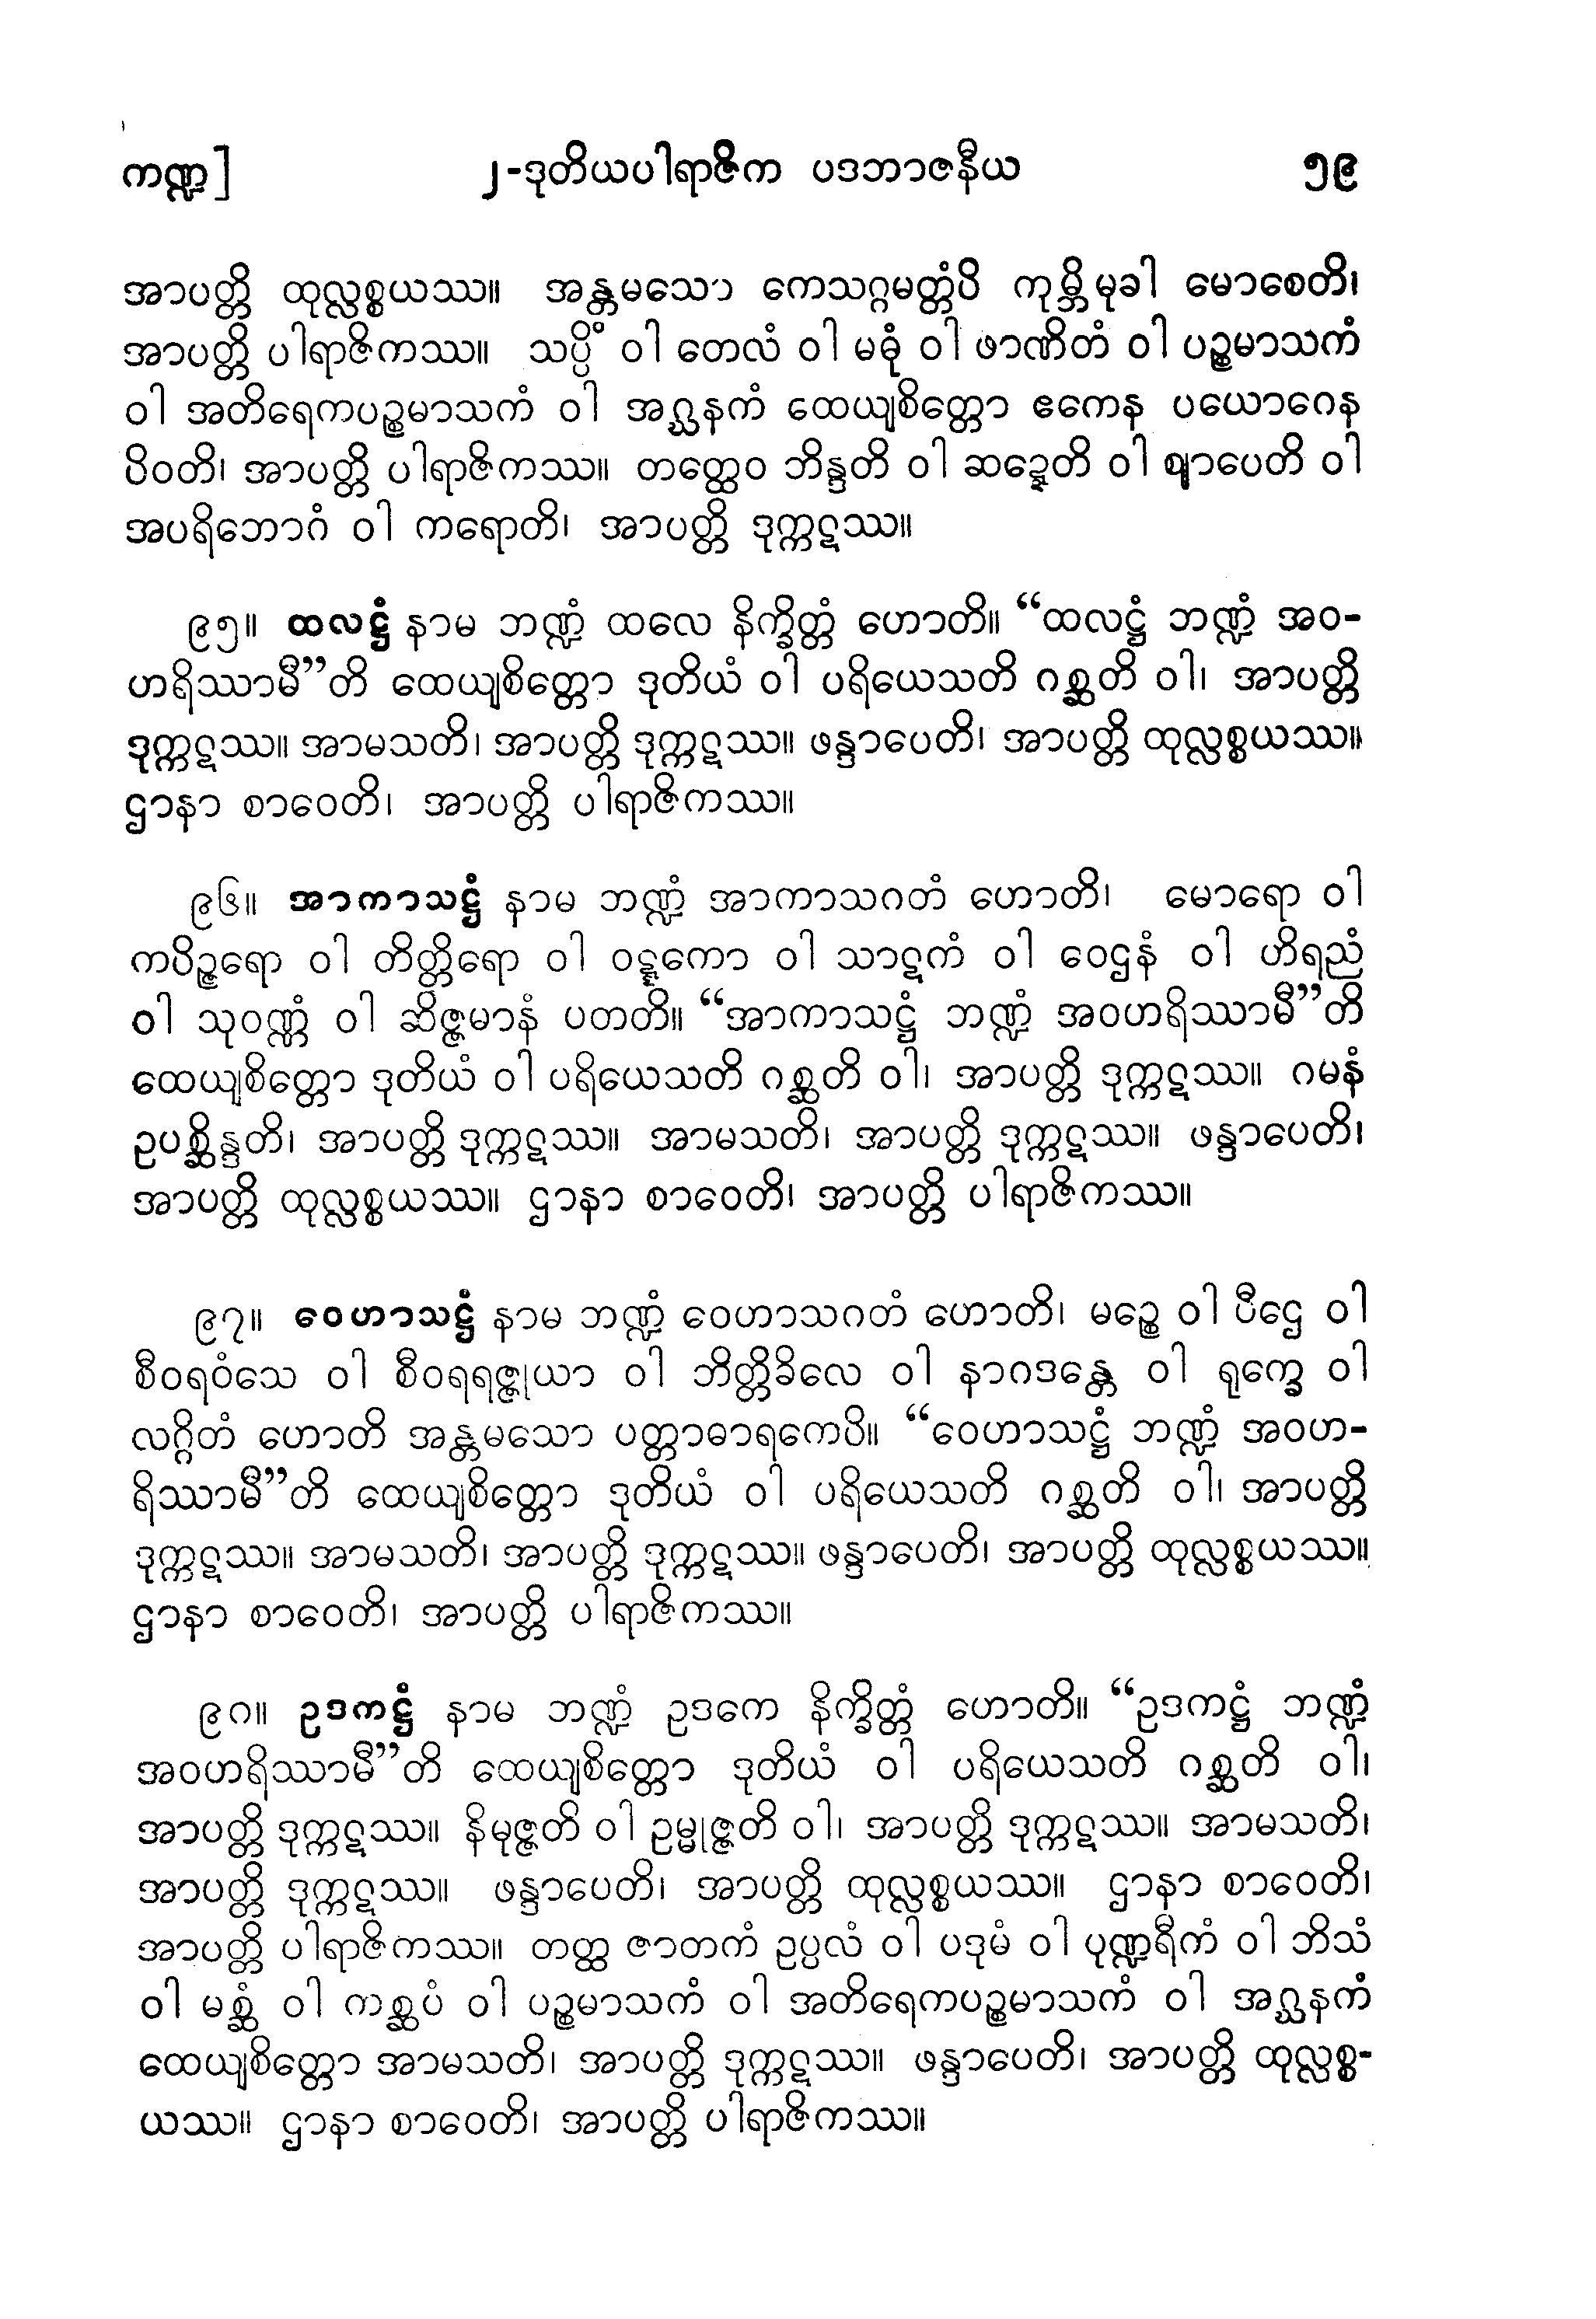 ကဏ္ဍ] ၂-ဒုတိယပါရာဇိက ပဒဘာဇနီယ ၅၉
အာပတ္တိ ထုလ္လစ္စယဿ။ အန္တမသော ကေသဂ္ဂမတ္တံပိ ကုမ္ဘိမုခါ မောစေတိ၊
အာပတ္တိ ပါရာဇိကဿ။ သပ္ပိံ ဝါ တေလံ ဝါ မဓုံ ဝါ ဖာဏိတံ ဝါ ပဉ္စမာသကံ
ဝါ အတိရေကပဉ္စမာသကံ ဝါ အဂ္ဃနကံ ထေယျစိတ္တော ဧကေန ပယောဂေန
ပိဝတိ၊ အာပတ္တိ ပါရာဇိကဿ။ တတ္ထေဝ ဘိန္ဒတိ ဝါ ဆဍ္ဍေတိ ဝါ ဈာပေတိ ဝါ
အပရိဘောဂံ ဝါ ကရောတိ၊ အာပတ္တိ ဒုက္ကဋဿ။
၉၅။ ထလဋ္ဌံ နာမ ဘဏ္ဍံ ထလေ နိက္ခိတ္တံ ဟောတိ။ “ထလဋ္ဌံ ဘဏ္ဍံ အဝ-
ဟရိဿာမီ”တိ ထေယျစိတ္တော ဒုတိယံ ဝါ ပရိယေသတိ ဂစ္ဆတိ ဝါ၊ အာပတ္တိ
ဒုက္ကဋဿ။ အာမသတိ၊ အာပတ္တိ ဒုက္ကဋဿ။ ဖန္ဒာပေတိ၊ အာပတ္တိ ထုလ္လစ္စယဿ။
ဌာနာ စာဝေတိ၊ အာပတ္တိ ပါရာဇိကဿ။
၉၆။ အာကာသဋ္ဌံ နာမ ဘဏ္ဍံ အာကာသဂတံ ဟောတိ၊ မောရော ဝါ
ကပိဉ္ဇရော ဝါ တိတ္တိရော ဝါ ဝဋ္ဋကော ဝါ သာဋကံ ဝါ ဝေဌနံ ဝါ ဟိရညံ
ဝါ သုဝဏ္ဏံ ဝါ ဆိဇ္ဇမာနံ ပတတိ။ “အာကာသဋ္ဌံ ဘဏ္ဍံ အဝဟရိဿာမီ”တိ
ထေယျစိတ္တော ဒုတိယံ ဝါ ပရိယေသတိ ဂစ္ဆတိ ဝါ၊ အာပတ္တိ ဒုက္ကဋဿ။ ဂမနံ
ဥပစ္ဆိန္ဒတိ၊ အာပတ္တိ ဒုက္ကဋဿ။ အာမသတိ၊ အာပတ္တိ ဒုက္ကဋဿ။ ဖန္ဒာပေတိ၊
အာပတ္တိ ထုလ္လစ္စယဿ။ ဌာနာ စာဝေတိ၊ အာပတ္တိ ပါရာဇိကဿ။
၉၇။ ဝေဟာသဋ္ဌံ နာမ ဘဏ္ဍံ ဝေဟာသဂတံ ဟောတိ၊ မဉ္စေ ဝါ ပီဌေ ဝါ
စီဝရဝံသေ ဝါ စီဝရရဇ္ဇုယာ ဝါ ဘိတ္တိခိလေ ဝါ နာဂဒန္တေ ဝါ ရုက္ခေ ဝါ
လဂ္ဂိတံ ဟောတိ အန္တမသော ပတ္တာဓာရကေပိ။ “ဝေဟာသဋ္ဌံ ဘဏ္ဍံ အဝဟ-
ရိဿာမီ”တိ ထေယျစိတ္တော ဒုတိယံ ဝါ ပရိယေသတိ ဂစ္ဆတိ ဝါ၊ အာပတ္တိ
ဒုက္ကဋဿ။ အာမသတိ၊ အာပတ္တိ ဒုက္ကဋဿ။ ဖန္ဒာပေတိ၊ အာပတ္တိ ထုလ္လစ္စယဿ။
ဌာနာ စာဝေတိ၊ အာပတ္တိ ပါရာဇိကဿ။
၉၈။ ဥဒကဋ္ဌံ နာမ ဘဏ္ဍံ ဥဒကေ နိက္ခိတ္တံ ဟောတိ။ “ဥဒကဋ္ဌံ ဘဏ္ဍံ
အဝဟရိဿာမီ”တိ ထေယျစိတ္တော ဒုတိယံ ဝါ ပရိယေသတိ ဂစ္ဆတိ ဝါ၊
အာပတ္တိ ဒုက္ကဋဿ။ နိမုဇ္ဇတိ ဝါ ဥမ္မုဇ္ဇတိ ဝါ၊ အာပတ္တိ ဒုက္ကဋဿ။ အာမသတိ၊
အာပတ္တိ ဒုက္ကဋဿ။ ဖန္ဒာပေတိ၊ အာပတ္တိ ထုလ္လစ္စယဿ။ ဌာနာ စာဝေတိ၊
အာပတ္တိ ပါရာဇိကဿ။ တတ္ထ ဇာတကံ ဥပ္ပလံ ဝါ ပဒုမံ ဝါ ပုဏ္ဍရီကံ ဝါ ဘိသံ
ဝါ မစ္ဆံ ဝါ ကစ္ဆပံ ဝါ ပဉ္စမာသကံ ဝါ အတိရေကပဉ္စမာသကံ ဝါ အဂ္ဃနကံ
ထေယျစိတ္တော အာမသတိ၊ အာပတ္တိ ဒုက္ကဋဿ။ ဖန္ဒာပေတိ၊ အာပတ္တိ ထုလ္လစ္စ-
ယဿ။ ဌာနာ စာဝေတိ၊ အာပတ္တိ ပါရာဇိကဿ။